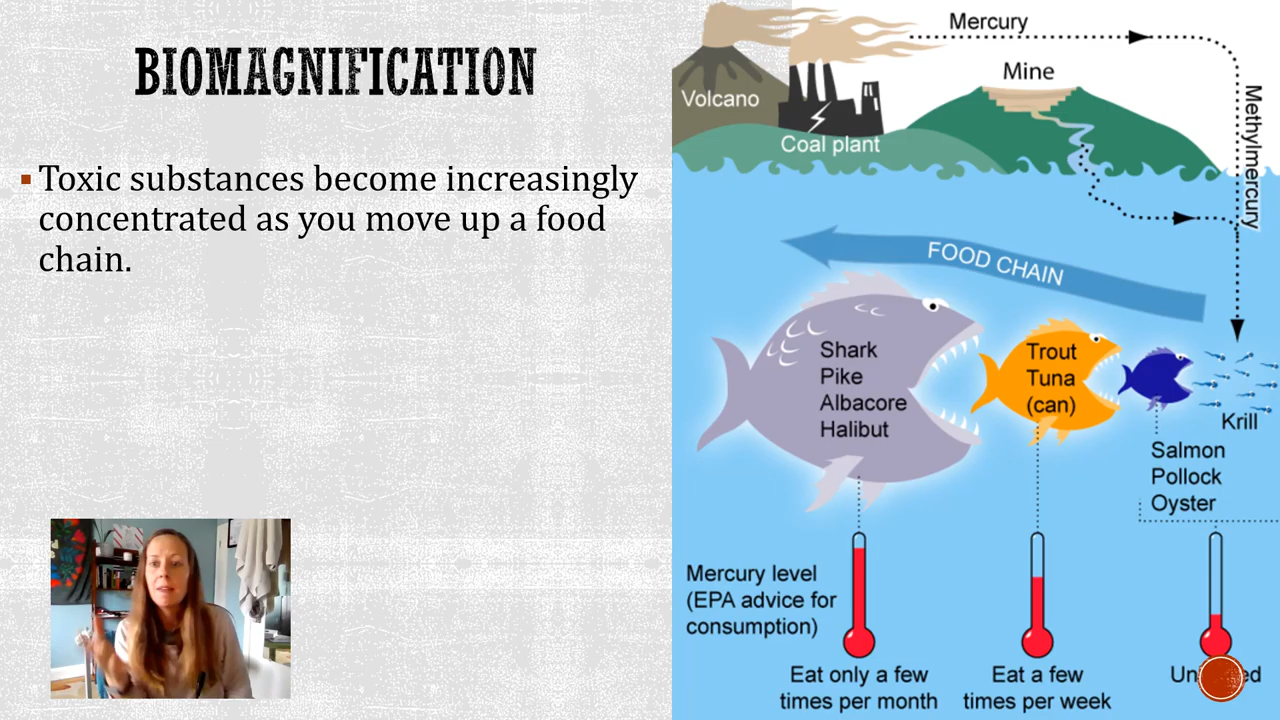 BIOMAGNIFICATION
Toxic substances become increasingly
concentrated as you move up a food
chain.
Mercury
Mine
Volcano
Coal plant
Methylmercury
FOOD CHAIN
Shark
Pike
Albacore
Halibut
Trout
Tuna
(can)
Krill
Salmon
Pollock
Oyster
Mercury level
(EPA advice for
consumption)
Eat only a few
times per month
Eat a few
times per week